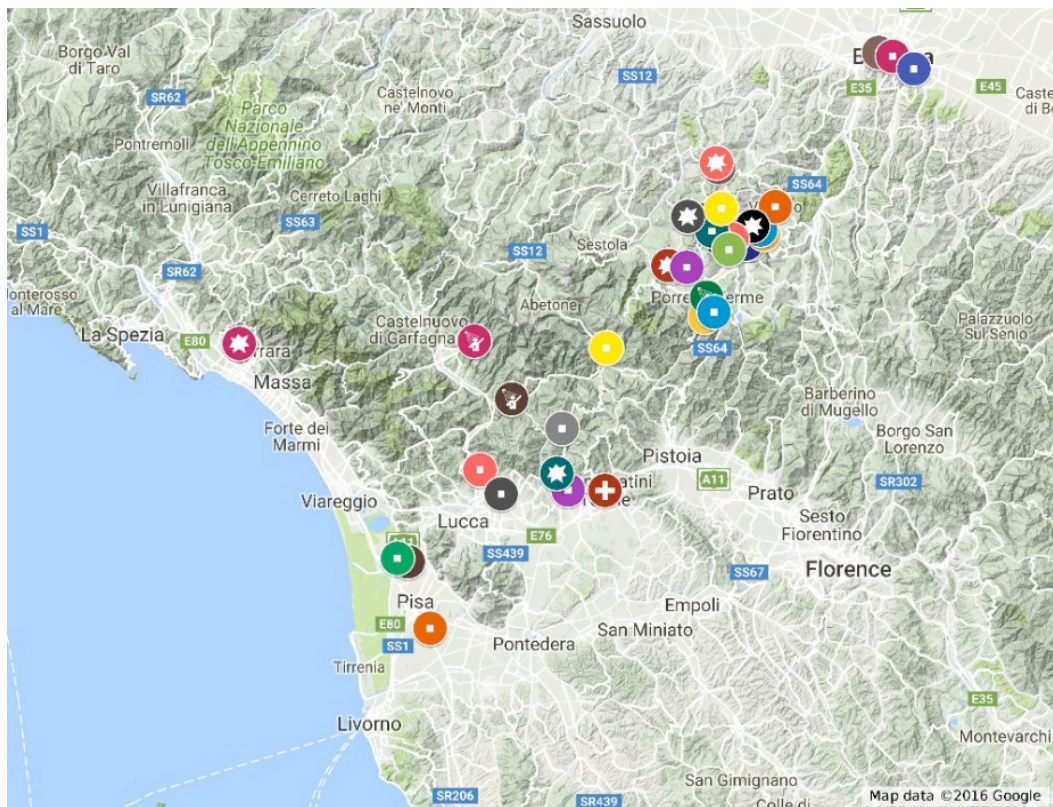 Sassuolo
Borgo Val
di Taro
SS12
E35
E45
SR62
Castelnovo
ne' Monti
Parco
Nazionale
dell'Appennino
Tosco-Emiliano
Pontremoli
Villafranca
in Lunigiana
Cerreto Laghi
SS64
SS63
SS1
Sestola
SS12
SR62
al Mare
Abetone
La Spezia
E80
Castelnuovo
di Garfagna
SS64
Palazzuolo
Sul Senio
Massa
Barberino
di Mugello
Forte dei
Marmi
Borgo San
Lorenzo
Pistoia
A11
SR302
Viareggio
Prato
Lucca
Sesto
Fiorentino
E76
SS439
SS67
Florence
Pisa
Empoli
E80
San Miniato
SS1
Pontedera
Tirrenia
E35
Livorno
Montevarchi
San Gimignano
SR206
SR439
Colle di
Map data ©2016 Google